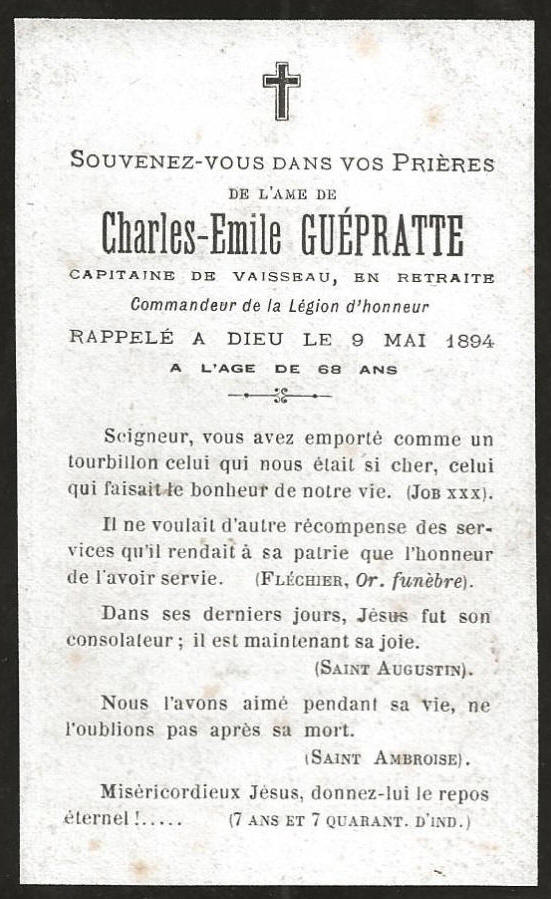 SOUVENEZ-VOUS DANS VOS PRIÈRES
DE L'AME DE
Charles-Emile GUÉPRATTE
CAPITAINE DE VAISSEAU, EN RETRAITE
Commandeur de la Légion d'honneur
RAPPELÉ A DIEU LE 9 MAI 1894
A L'AGE DE 68 ANS
Seigneur, vous avez emporté comme un
tourbillon celui qui nous était si cher, celui
qui faisait le bonheur de notre vie. (JOB XXX).
Il ne voulait d'autre récompense des ser-
vices qu'il rendait à sa patrie que l'honneur
de l'avoir servie. (FLÉCHIER, Or. funèbre).
Dans ses derniers jours, Jésus fut son
consolateur ; il est maintenant sa joie.
(SAINT AUGUSTIN).
Nous l'avons aimé pendant sa vie, ne
l'oublions pas après sa mort.
(SAINT AMBROISE).
Miséricordieux Jésus, donnez-lui le repos
éternel !..... (7 ANS ET 7 QUARANT. D'IND.)